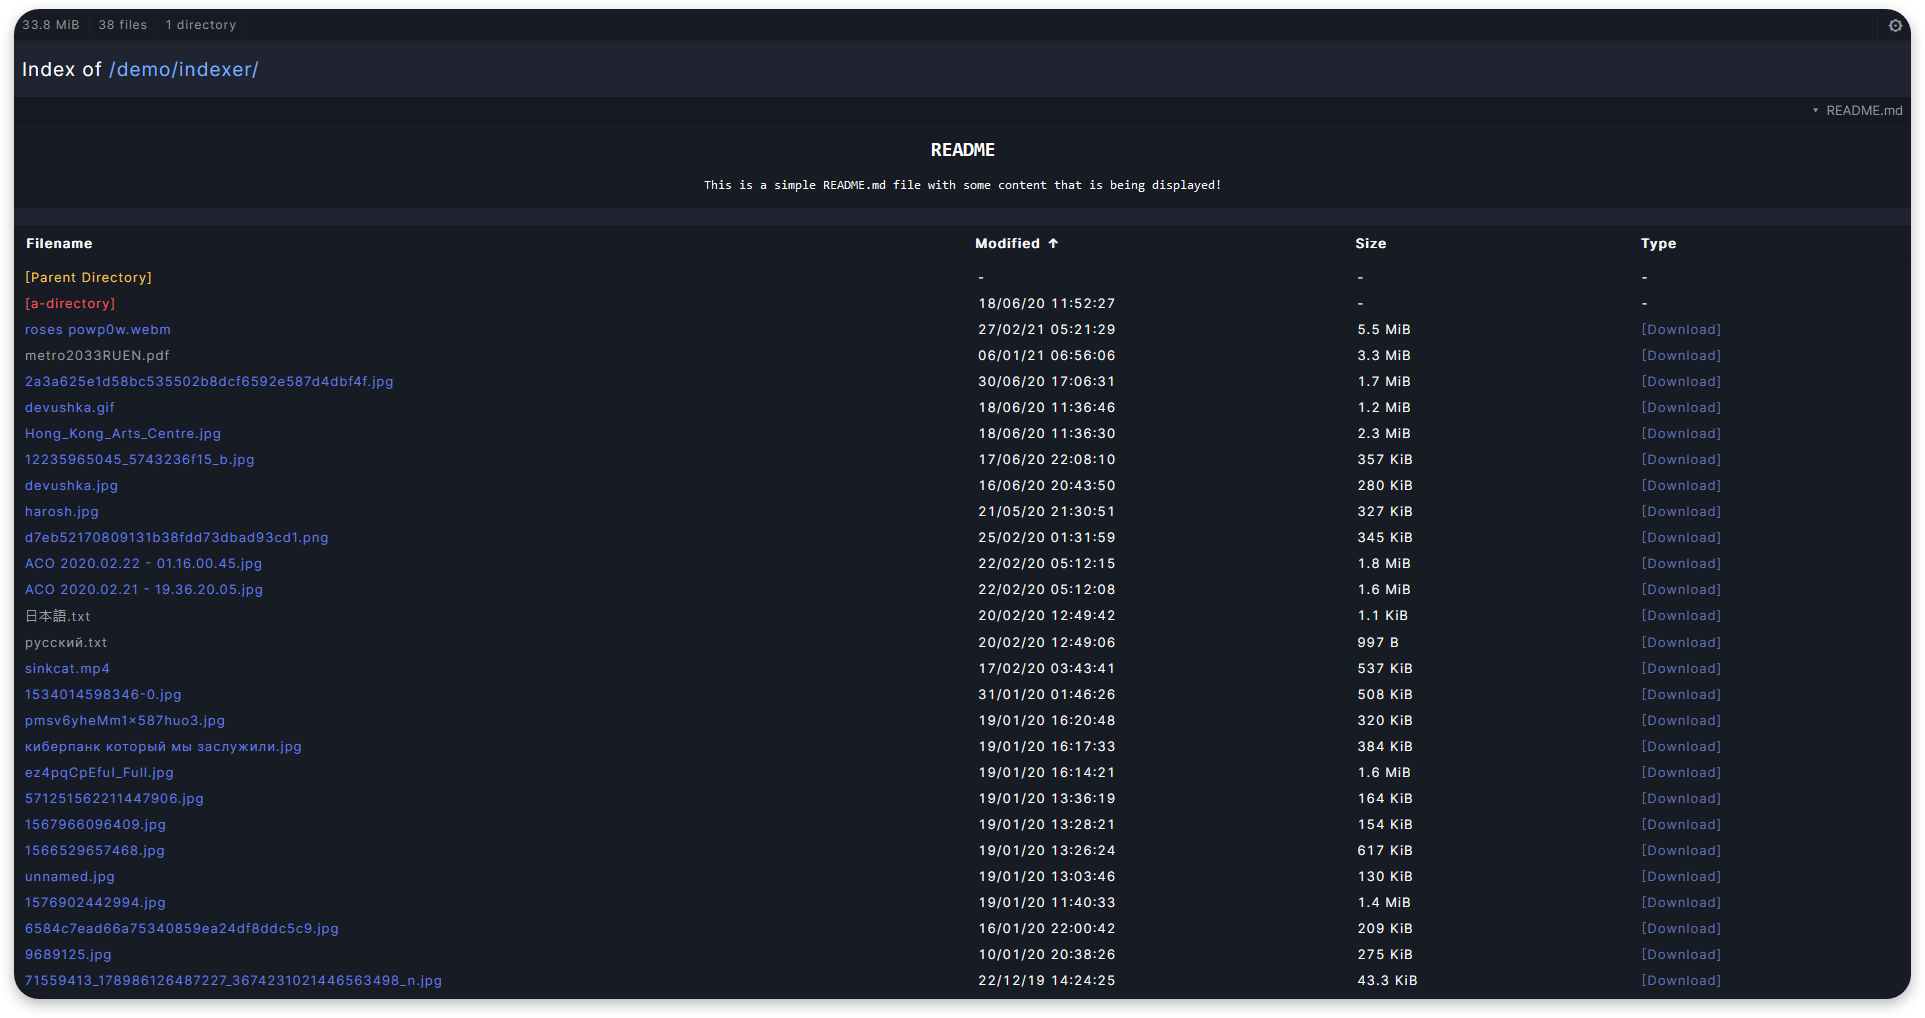 33.8 MiB 38 files 1 directory
Index of /demo/indexer/
▾ README.md
README
This is a simple README.md file with some content that is being displayed!
Filename Modified ↑ Size Type
[Parent Directory] - - -
[a-directory] 18/06/20 11:52:27 - -
roses powp0w.webm 27/02/21 05:21:29 5.5 MiB [Download]
metro2033RUEN.pdf 06/01/21 06:56:06 3.3 MiB [Download]
2a3a625e1d58bc535502b8dcf6592e587d4dbf4f.jpg 30/06/20 17:06:31 1.7 MiB [Download]
devushka.gif 18/06/20 11:36:46 1.2 MiB [Download]
Hong_Kong_Arts_Centre.jpg 18/06/20 11:36:30 2.3 MiB [Download]
12235965045_5743236f15_b.jpg 17/06/20 22:08:10 357 KiB [Download]
devushka.jpg 16/06/20 20:43:50 280 KiB [Download]
harosh.jpg 21/05/20 21:30:51 327 KiB [Download]
d7eb52170809131b38fdd73dbad93cd1.png 25/02/20 01:31:59 345 KiB [Download]
ACO 2020.02.22 - 01.16.00.45.jpg 22/02/20 05:12:15 1.8 MiB [Download]
ACO 2020.02.21 - 19.36.20.05.jpg 22/02/20 05:12:08 1.6 MiB [Download]
日本語.txt 20/02/20 12:49:42 1.1 KiB [Download]
русский.txt 20/02/20 12:49:06 997 B [Download]
sinkcat.mp4 17/02/20 03:43:41 537 KiB [Download]
1534014598346-0.jpg 31/01/20 01:46:26 508 KiB [Download]
pmsv6yheMm1x587huo3.jpg 19/01/20 16:20:48 320 KiB [Download]
киберпанк который мы заслужили.jpg 19/01/20 16:17:33 384 KiB [Download]
ez4pqCpEfuI_Full.jpg 19/01/20 16:14:21 1.6 MiB [Download]
571251562211447906.jpg 19/01/20 13:36:19 164 KiB [Download]
1567966096409.jpg 19/01/20 13:28:21 154 KiB [Download]
1566529657468.jpg 19/01/20 13:26:24 617 KiB [Download]
unnamed.jpg 19/01/20 13:03:46 130 KiB [Download]
1576902442994.jpg 19/01/20 11:40:33 1.4 MiB [Download]
6584c7ead66a75340859ea24df8ddc5c9.jpg 16/01/20 22:00:42 209 KiB [Download]
9689125.jpg 10/01/20 20:38:26 275 KiB [Download]
71559413_178986126487227_3674231021446563498_n.jpg 22/12/19 14:24:25 43.3 KiB [Download]